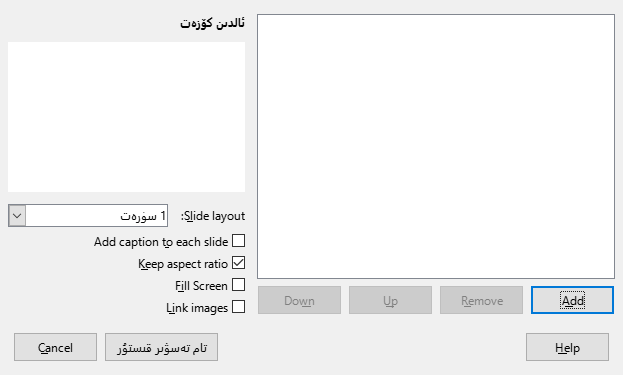 ئالدىن كۆزەت
Slide layout:
1 سۈرەت
Add caption to each slide
Keep aspect ratio
Fill Screen
Link images
Add
Remove
Up
Down
Help
تام تەسۋىر قىستۇر
Cancel